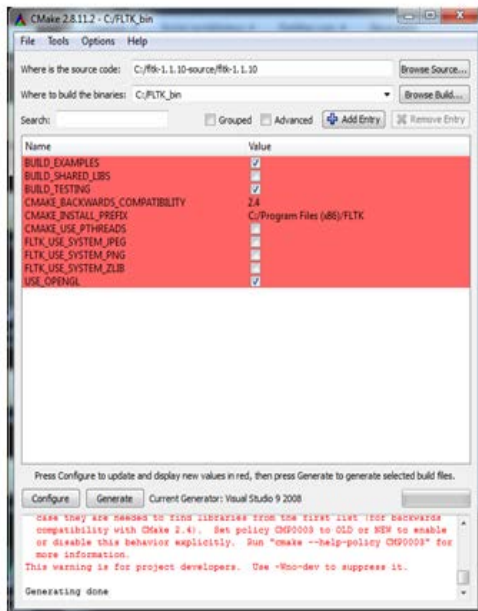 CMake 2.8.11.2 - C:/FLTK_bin
File Tools Options Help
Where is the source code: C:/fltk-1.1.10-source/fltk-1.1.10 Browse Source...
Where to build the binaries: C:/FLTK_bin Browse Build...
Search: Grouped Advanced Add Entry Remove Entry
Name Value
BUILD_EXAMPLES
BUILD_SHARED_LIBS
BUILD_TESTING
CMAKE_BACKWARDS_COMPATIBILITY 2.4
CMAKE_INSTALL_PREFIX C:/Program Files (x86)/FLTK
CMAKE_USE_PTHREADS
FLTK_USE_SYSTEM_JPEG
FLTK_USE_SYSTEM_PNG
FLTK_USE_SYSTEM_ZLIB
USE_OPENGL
Press Configure to update and display new values in red, then press Generate to generate selected build files.
Configure Generate Current Generator: Visual Studio 9 2008
case they are needed to find libraries from the first list (for backwards
compatibility with CMake 2.4). Set policy CMP0003 to OLD or NEW to enable
or disable this behavior explicitly. Run "cmake --help-policy CMP0003" for
more information.
This warning is for project developers. Use -Wno-dev to suppress it.
Generating done